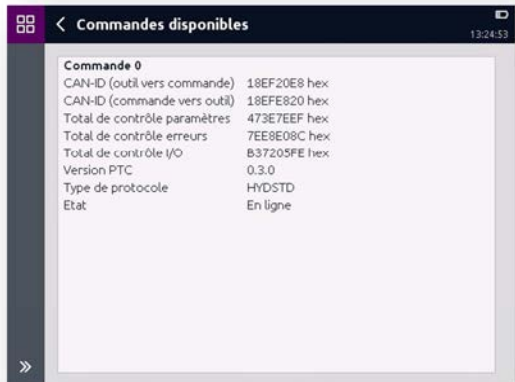 Commandes disponibles
13:24:53
Commande 0
CAN-ID (outil vers commande) 18EF20E8 hex
CAN-ID (commande vers outil) 18EFE820 hex
Total de contrôle paramètres 473E7EEF hex
Total de contrôle erreurs 7EE8E08C hex
Total de contrôle I/O B37205FE hex
Version PTC 0.3.0
Type de protocole HYDSTD
Etat En ligne